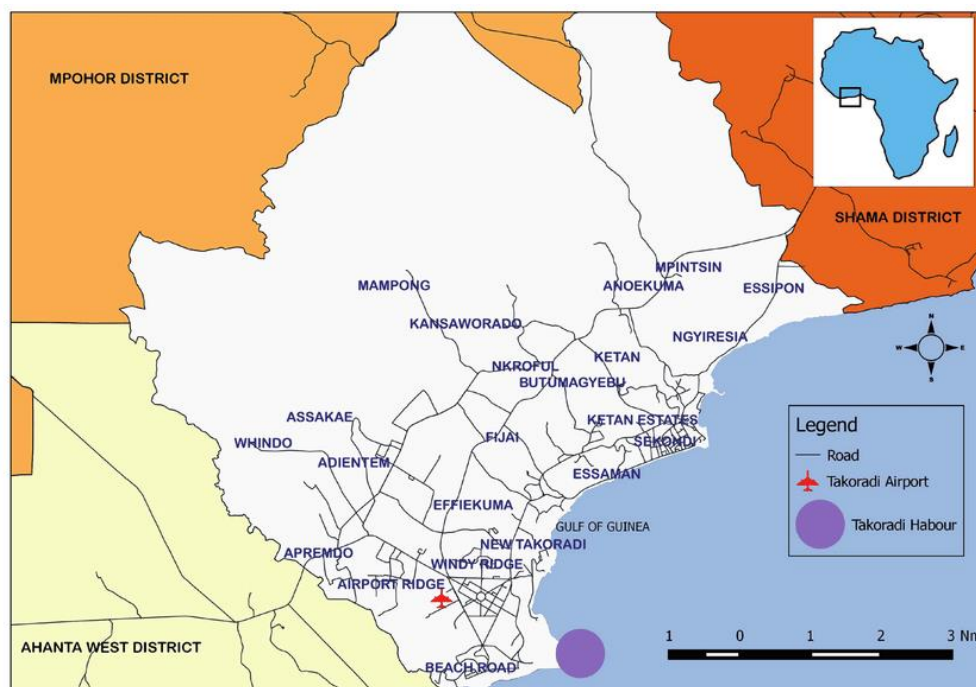 MPOHOR DISTRICT
SHAMA DISTRICT
MPINTSIN
MAMPONG
ANOEKUMA
ESSIPON
KANSAWORADO
NGYIRESIA
N
W
E
S
KETAN
NKROFUL
BUTUMAGYEBU
ASSAKAE
KETAN ESTATES
WHINDO
FIJAI
SEKONDI
ADIENTEM
ESSAMAN
EFFIEKUMA
GULF OF GUINEA
NEW TAKORADI
APREMDO
WINDY RIDGE
AIRPORT RIDGE
AHANTA WEST DISTRICT
BEACH ROAD
Legend
Road
Takoradi Airport
Takoradi Habour
1 0 1 2 3 Nm